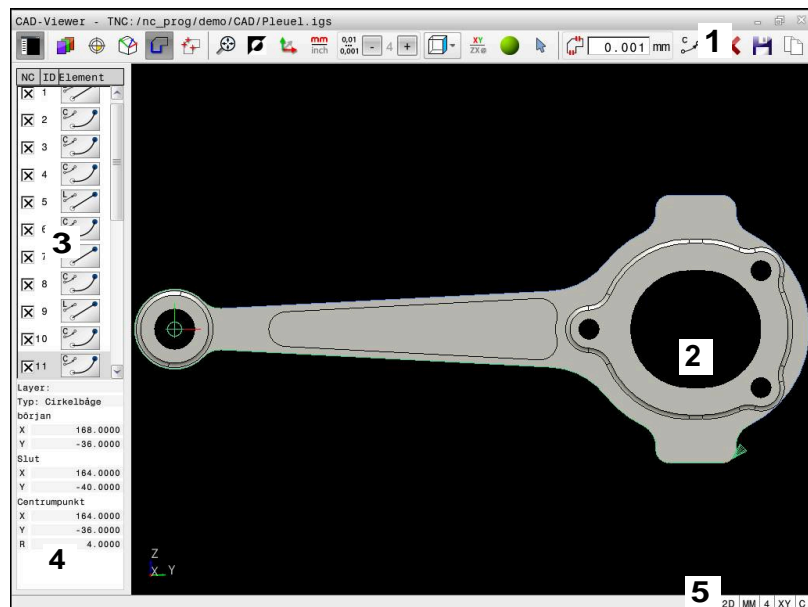 CAD-Viewer - TNC:/nc_prog/demo/CAD/Pleuel.igs
mm
inch
0,01
0,001
- 4 +
XY
ZXø
0.001 mm
C
1
NC ID Element
1
2 C
3 C
4 C
5 L
6 C
7
8 C
9 L
10 C
11 C
3
Layer:
Typ: Cirkelbåge
början
X 168.0000
Y -36.0000
Slut
X 164.0000
Y -40.0000
Centrumpunkt
X 164.0000
Y -36.0000
R 4.0000
4
2
Z
X Y
5
2D MM 4 XY C